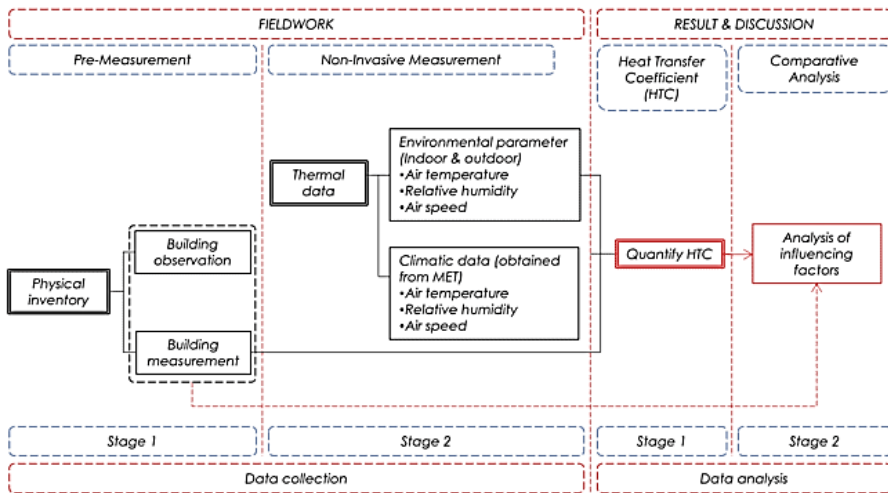 FIELDWORK
RESULT & DISCUSSION
Pre-Measurement
Non-Invasive Measurement
Heat Transfer
Coefficient
(HTC)
Comparative
Analysis
Physical
inventory
Building
observation
Building
measurement
Thermal
data
Environmental parameter
(Indoor & outdoor)
•Air temperature
•Relative humidity
•Air speed
Climatic data (obtained
from MET)
•Air temperature
•Relative humidity
•Air speed
Quantify HTC
Analysis of
influencing
factors
Stage 1
Stage 2
Stage 1
Stage 2
Data collection
Data analysis